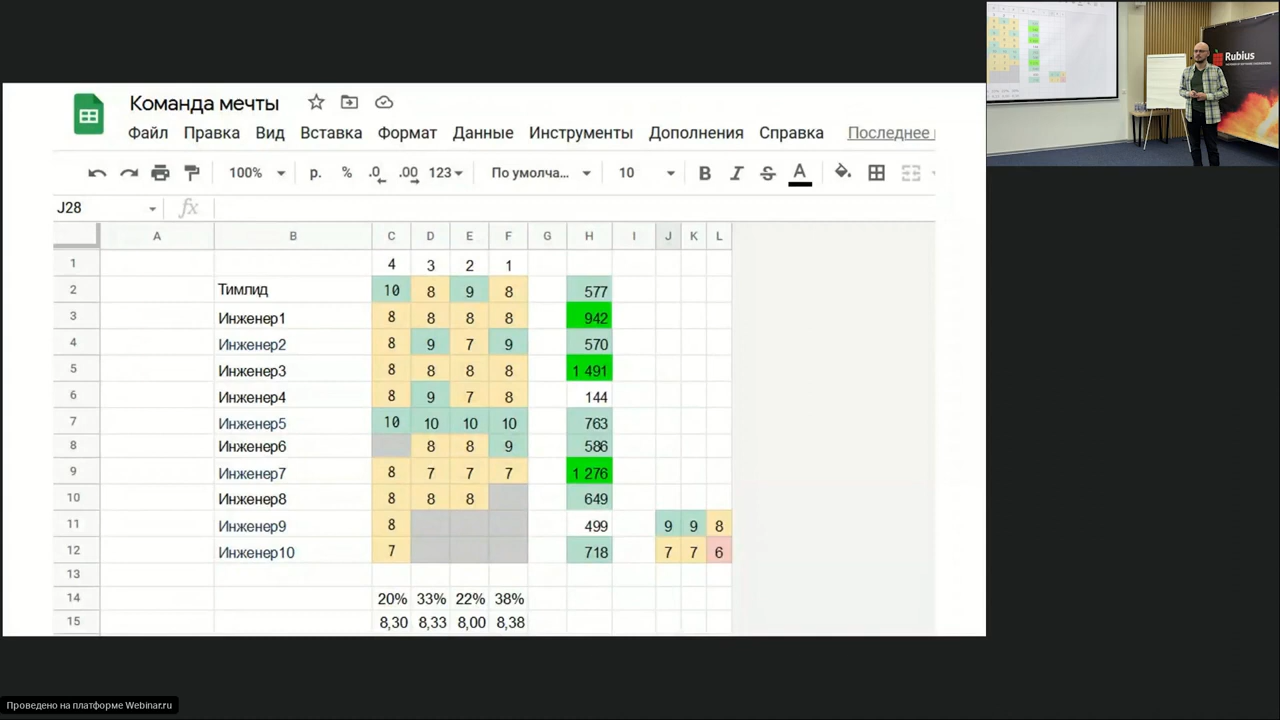 Команда мечты
Файл Правка Вид Вставка Формат Данные Инструменты Дополнения Справка Последнее
100% р. % .0 .00 123 По умолча... 10 B I S A
J28 fx
A B C D E F G H I J K L
1 4 3 2 1
2 Тимлид 10 8 9 8 577
3 Инженер1 8 8 8 8 942
4 Инженер2 8 9 7 9 570
5 Инженер3 8 8 8 8 1 491
6 Инженер4 8 9 7 8 144
7 Инженер5 10 10 10 10 763
8 Инженер6 8 8 9 586
9 Инженер7 8 7 7 7 1 276
10 Инженер8 8 8 8 649
11 Инженер9 8 499 9 9 8
12 Инженер10 7 718 7 7 6
13
14 20% 33% 22% 38%
15 8,30 8,33 8,00 8,38
Rubius
Проведено на платформе Webinar.ru